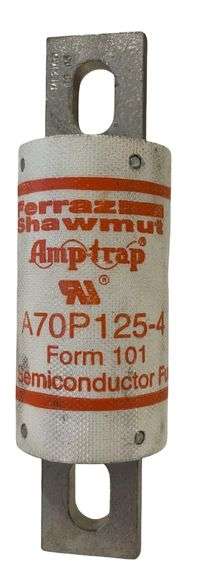 Ferraz
Shawmut
Amp-trap®
A70P125-4
Form 101
Semiconductor Fu